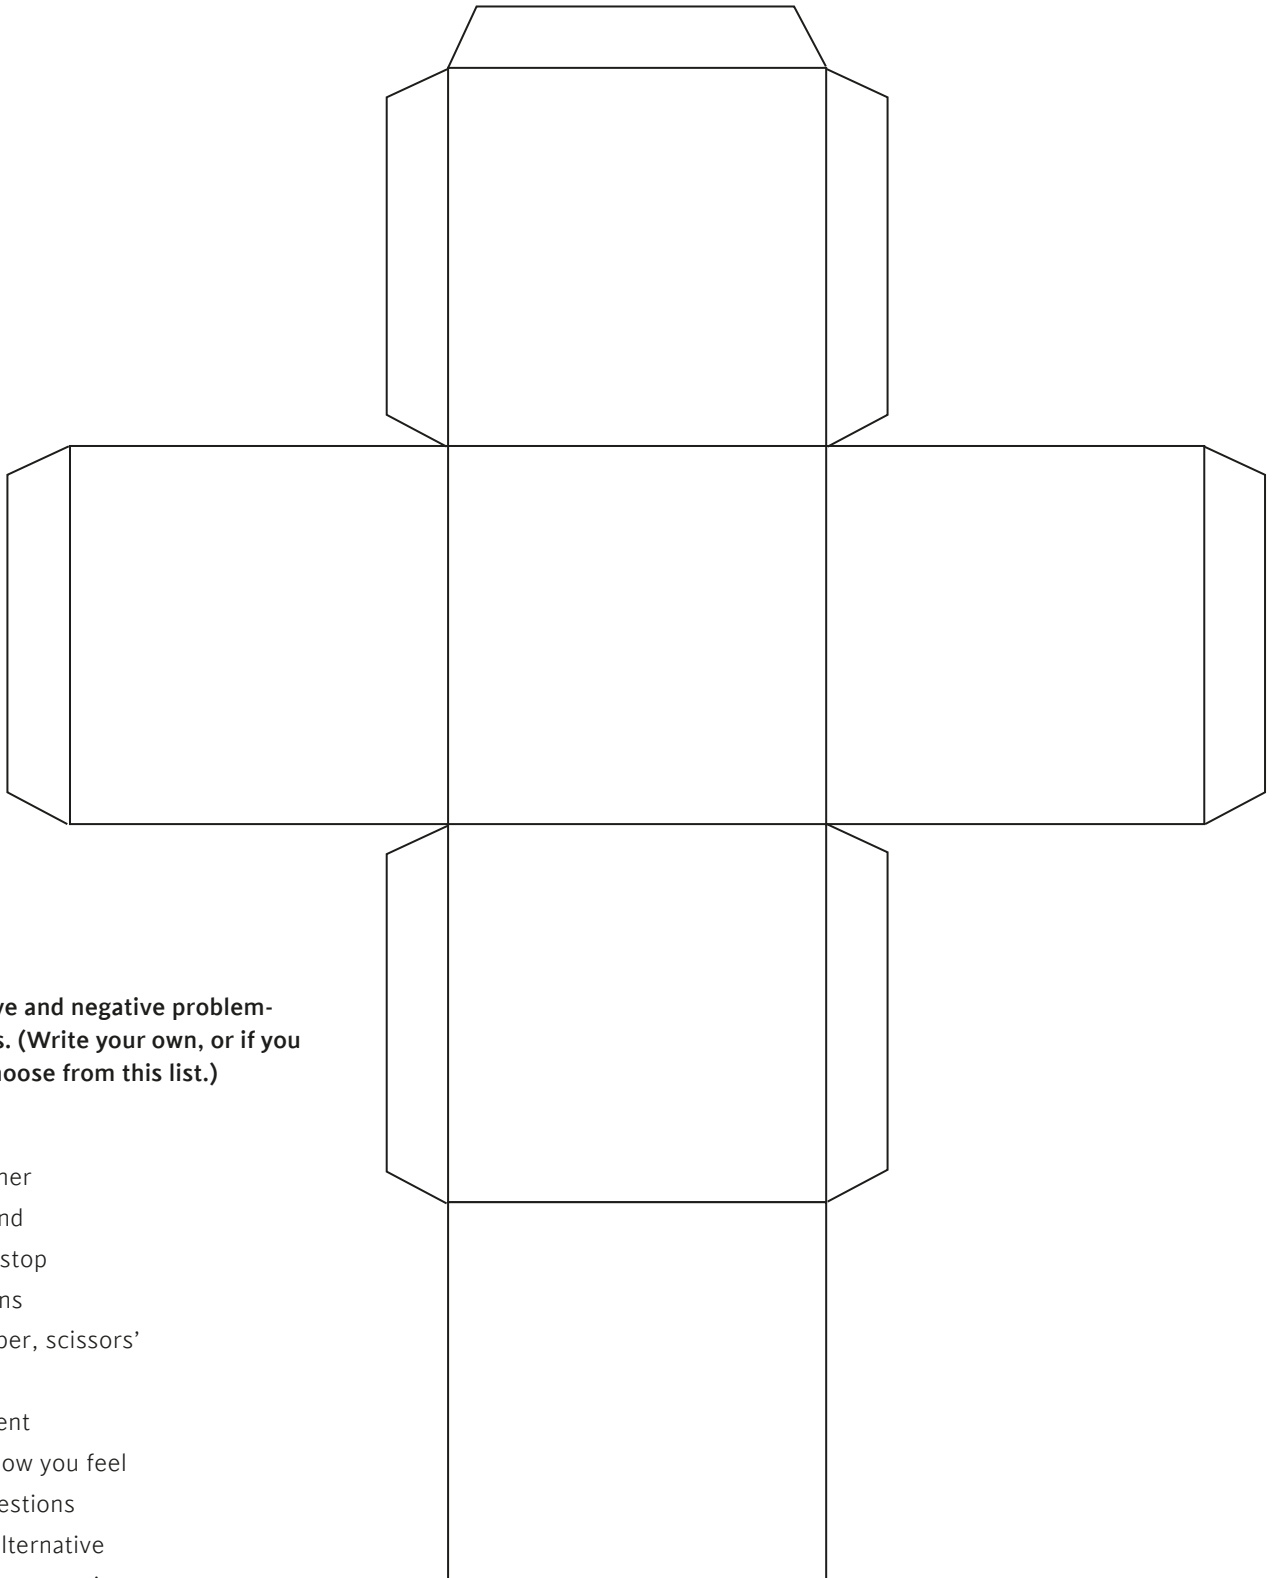 ve and negative problem-
s. (Write your own, or if you
hoose from this list.)
her
nd
stop
ns
per, scissors’
ent
ow you feel
estions
lternative